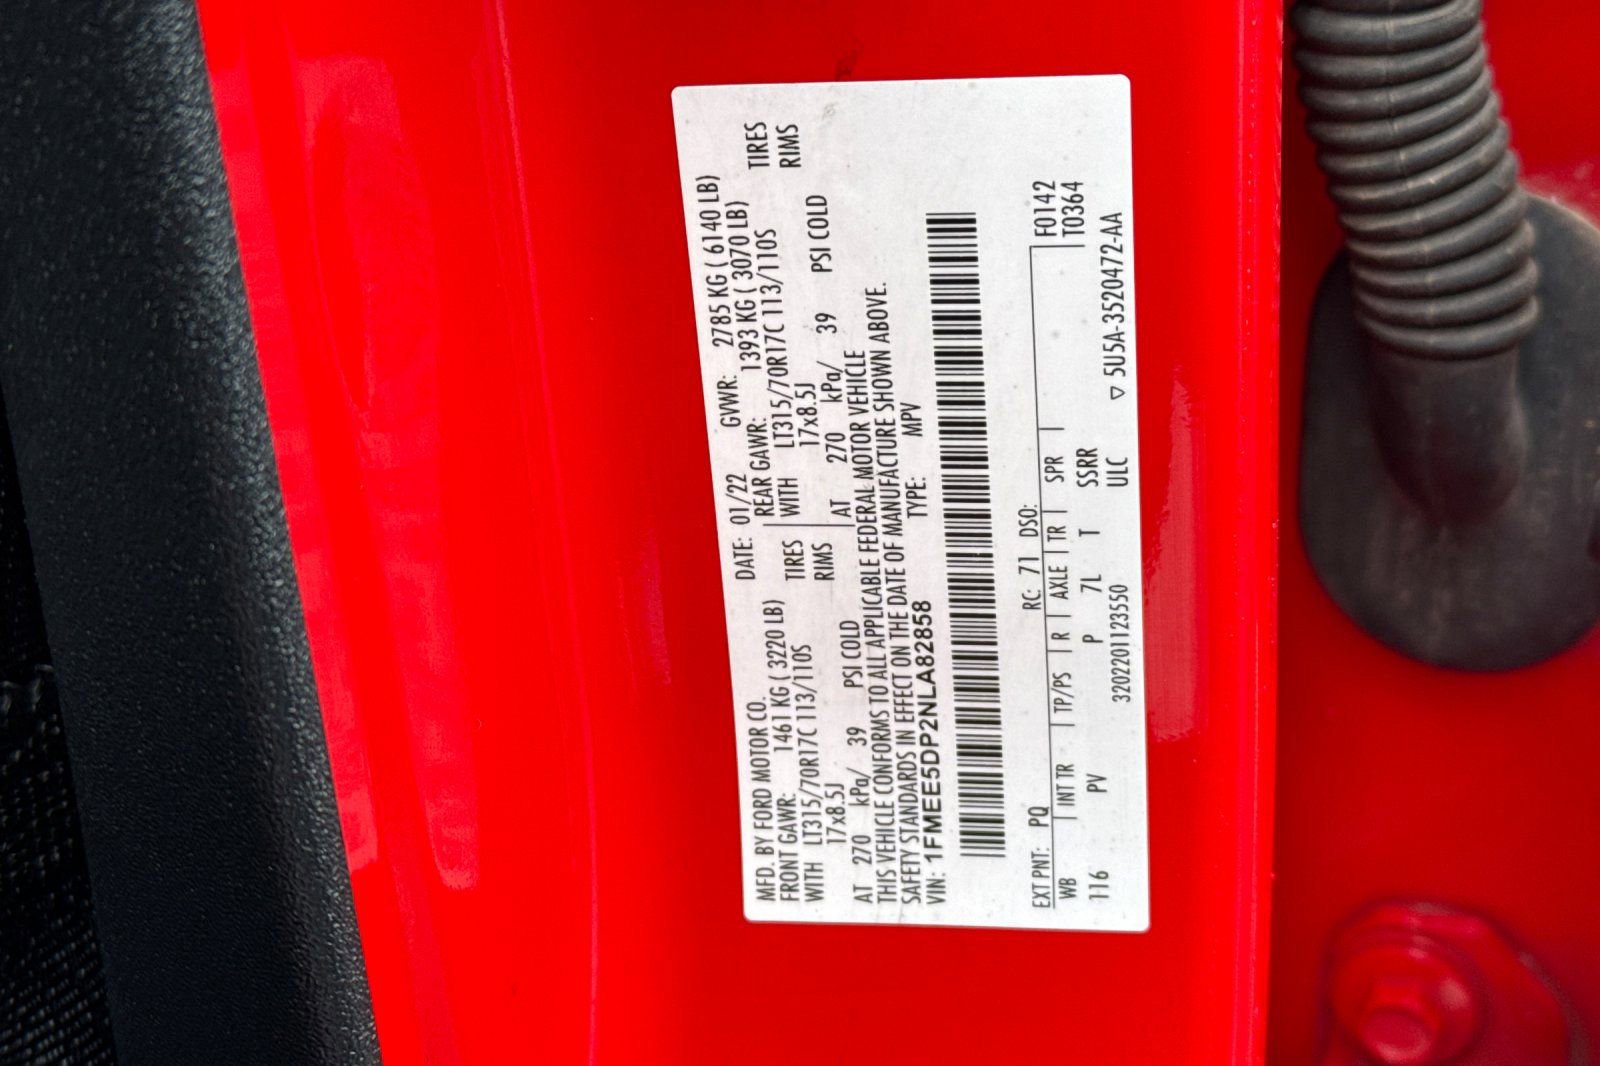 MFD. BY FORD MOTOR CO. DATE: 01/22 GVWR: 2785 KG ( 6140 LB)
FRONT GAWR: 1461 KG ( 3220 LB) REAR GAWR: 1393 KG ( 3070 LB)
WITH LT315/70R17C 113/110S TIRES WITH LT315/70R17C 113/110S TIRES
17x8.5J RIMS 17x8.5J RIMS
AT 270 kPa/ 39 PSI COLD AT 270 kPa/ 39 PSI COLD
THIS VEHICLE CONFORMS TO ALL APPLICABLE FEDERAL MOTOR VEHICLE
SAFETY STANDARDS IN EFFECT ON THE DATE OF MANUFACTURE SHOWN ABOVE.
VIN: 1FMEE5DP2NLA82858 TYPE: MPV
EXT PNT: PQ RC: 71 DSO: F0142
WB INT TR TP/PS R AXLE TR SPR T0364
116 PV P 7L T SSRR
3202201123550 ULC ▽ 5U5A-3520472-AA